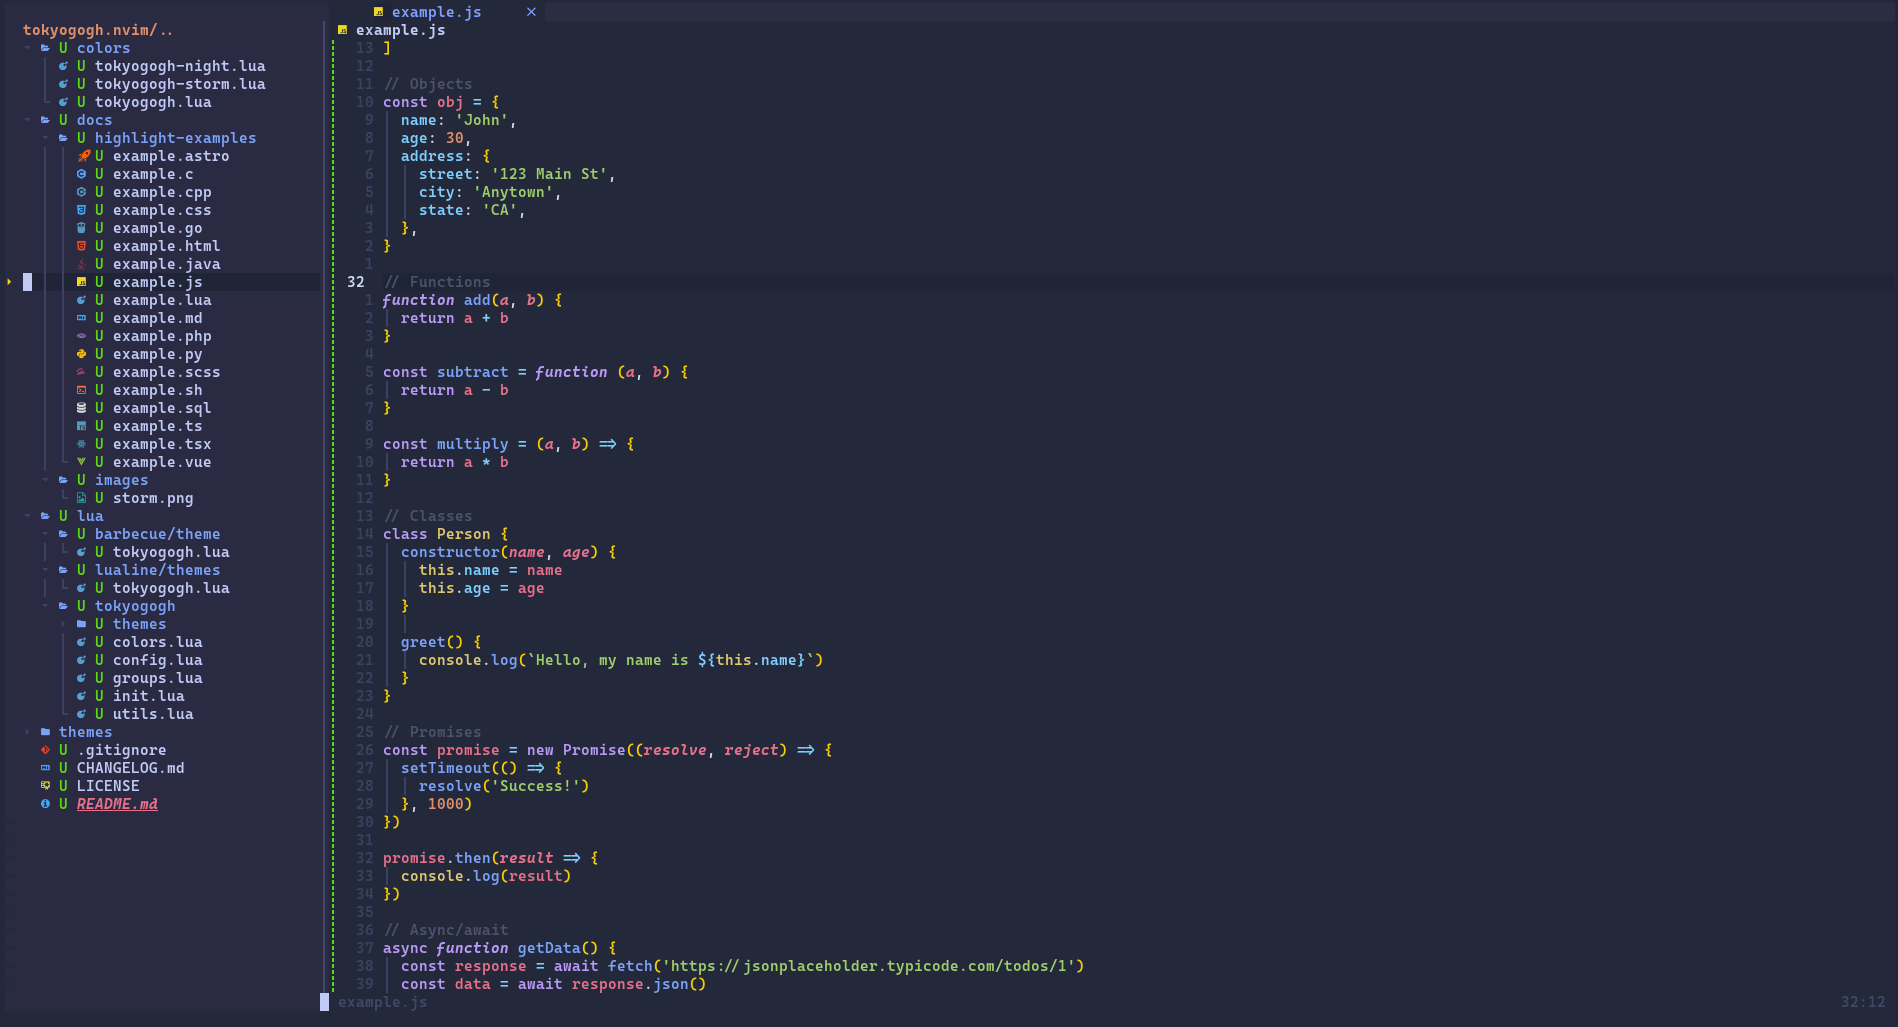 example.js ×
tokyogogh.nvim/..
U colors
U tokyogogh-night.lua
U tokyogogh-storm.lua
U tokyogogh.lua
U docs
U highlight-examples
U example.astro
U example.c
U example.cpp
U example.css
U example.go
U example.html
U example.java
U example.js
U example.lua
U example.md
U example.php
U example.py
U example.scss
U example.sh
U example.sql
U example.ts
U example.tsx
U example.vue
U images
U storm.png
U lua
U barbecue/theme
U tokyogogh.lua
U lualine/themes
U tokyogogh.lua
U tokyogogh
U themes
U colors.lua
U config.lua
U groups.lua
U init.lua
U utils.lua
themes
U .gitignore
U CHANGELOG.md
U LICENSE
U README.md
example.js
13 ]
12
11 // Objects
10 const obj = {
9 name: 'John',
8 age: 30,
7 address: {
6 street: '123 Main St',
5 city: 'Anytown',
4 state: 'CA',
3 },
2 }
1
32 // Functions
1 function add(a, b) {
2 return a + b
3 }
4
5 const subtract = function (a, b) {
6 return a - b
7 }
8
9 const multiply = (a, b) => {
10 return a * b
11 }
12
13 // Classes
14 class Person {
15 constructor(name, age) {
16 this.name = name
17 this.age = age
18 }
19
20 greet() {
21 console.log(`Hello, my name is ${this.name}`)
22 }
23 }
24
25 // Promises
26 const promise = new Promise((resolve, reject) => {
27 setTimeout(() => {
28 resolve('Success!')
29 }, 1000)
30 })
31
32 promise.then(result => {
33 console.log(result)
34 })
35
36 // Async/await
37 async function getData() {
38 const response = await fetch('https://jsonplaceholder.typicode.com/todos/1')
39 const data = await response.json()
example.js 32:12